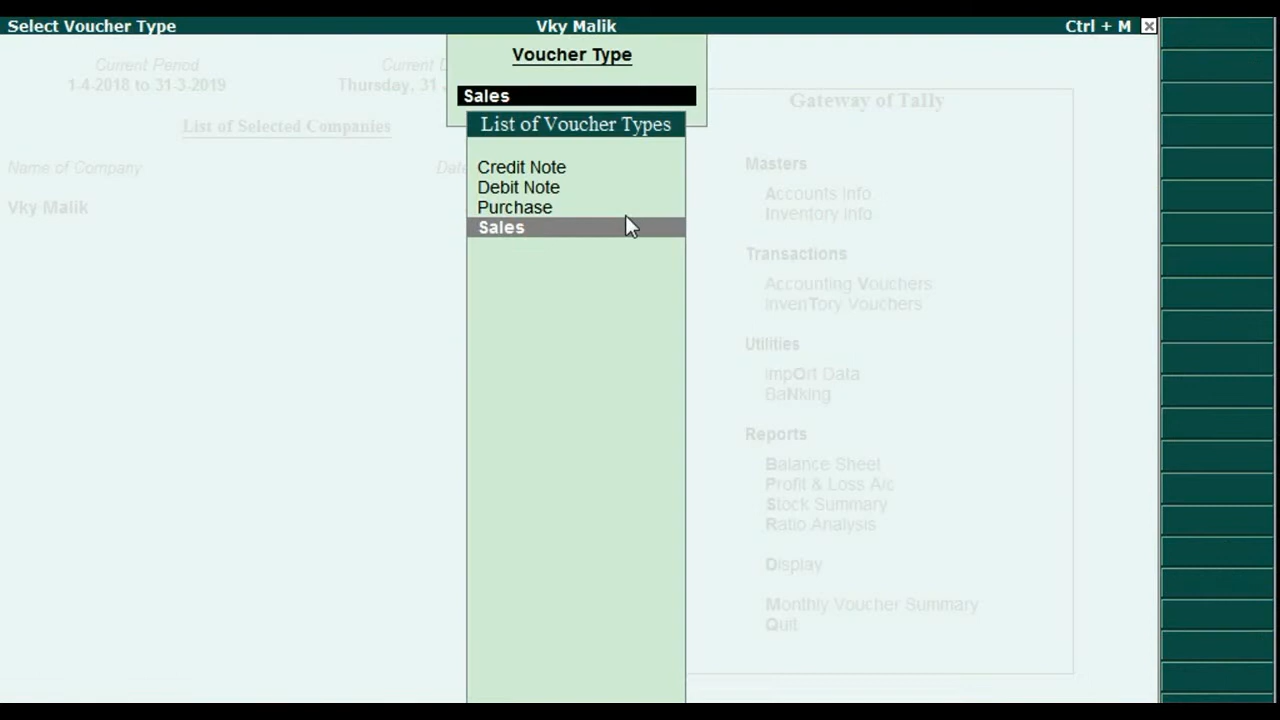 Select Voucher Type
Vky Malik
Ctrl + M
Voucher Type
Sales
List of Voucher Types
Credit Note
Debit Note
Purchase
Sales
Current Period
1-4-2018 to 31-3-2019
Current D
Thursday, 31
List of Selected Companies
Name of Company
Date
Vky Malik
Gateway of Tally
Masters
Accounts Info
Inventory Info
Transactions
Accounting Vouchers
InvenTory Vouchers
Utilities
impOrt Data
BaNking
Reports
Balance Sheet
Profit & Loss A/c
Stock Summary
Ratio Analysis
Display
Monthly Voucher Summary
Quit